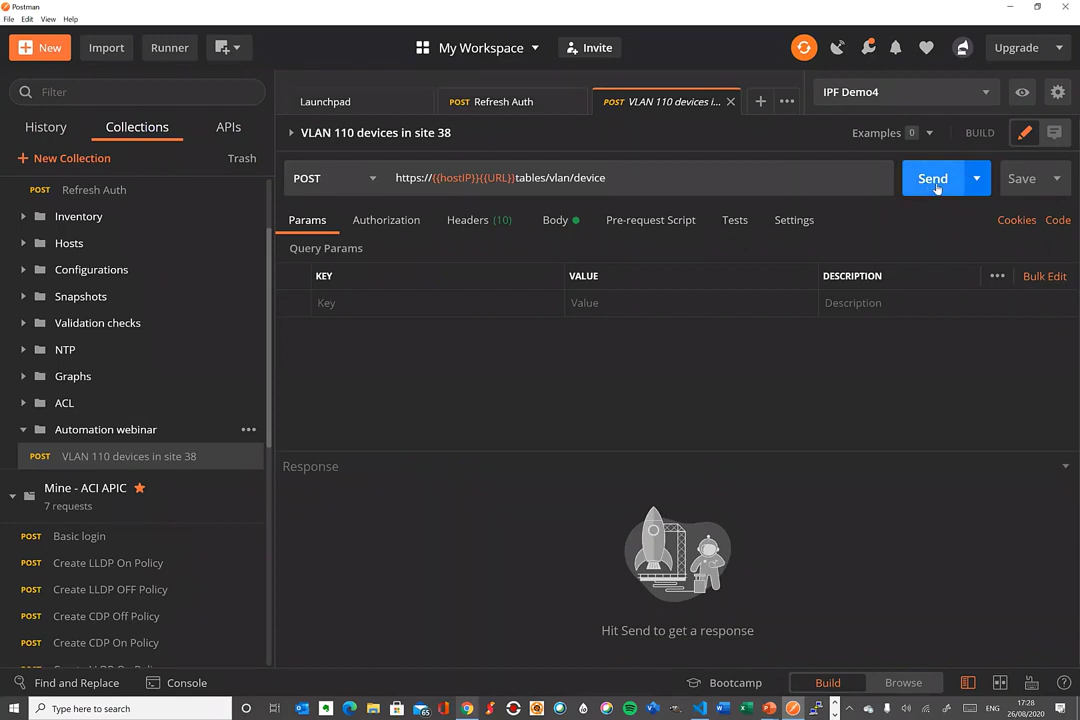 Postman
File Edit View Help
New Import Runner
My Workspace
Invite
Upgrade
Filter
History Collections APIs
New Collection Trash
POST Refresh Auth
Inventory
Hosts
Configurations
Snapshots
Validation checks
NTP
Graphs
ACL
Automation webinar
POST VLAN 110 devices in site 38
Mine - ACI APIC
7 requests
POST Basic login
POST Create LLDP On Policy
POST Create LLDP OFF Policy
POST Create CDP Off Policy
POST Create CDP On Policy
Launchpad POST Refresh Auth POST VLAN 110 devices i...
IPF Demo4
VLAN 110 devices in site 38
Examples 0 BUILD
POST https://{{hostIP}}{{URL}}tables/vlan/device Send Save
Params Authorization Headers (10) Body Pre-request Script Tests Settings Cookies Code
Query Params
KEY VALUE DESCRIPTION Bulk Edit
Key Value Description
Response
Hit Send to get a response
Find and Replace Console Bootcamp Build Browse
Type here to search
65
ENG
17:28
26/08/2020